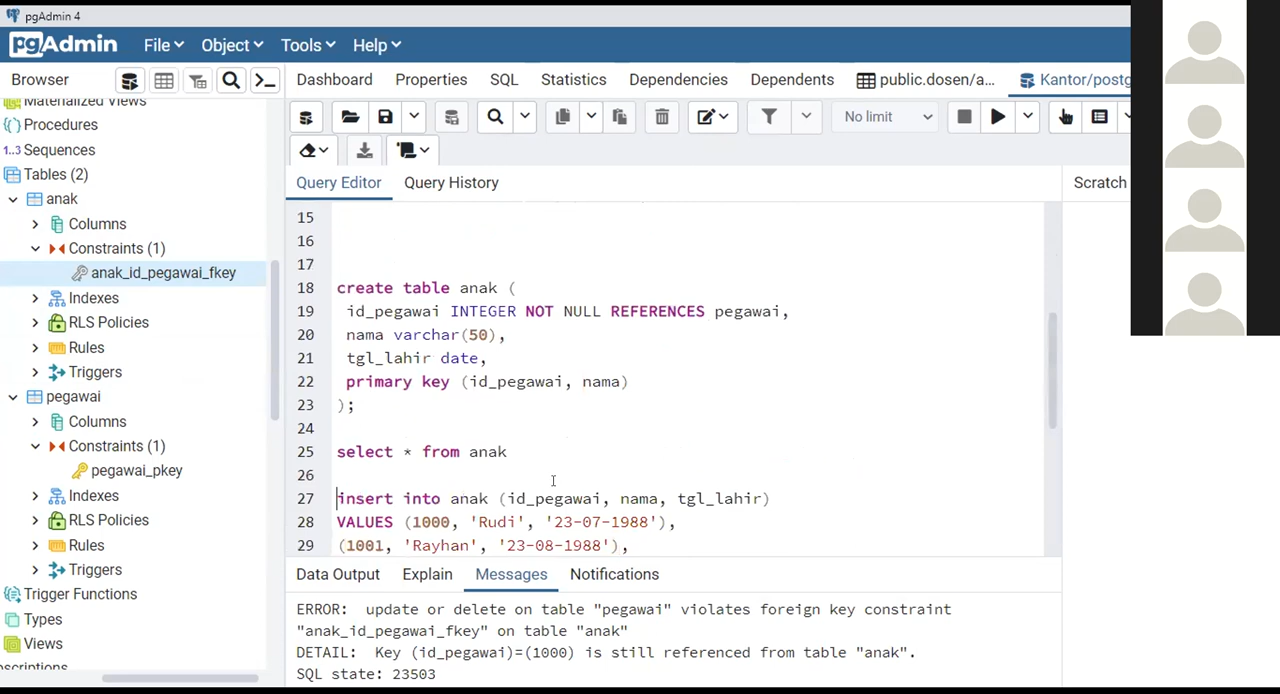 pgAdmin 4
pgAdmin File Object Tools Help
Browser
Dashboard Properties SQL Statistics Dependencies Dependents public.dosen/a... Kantor/postg
No limit
Materialized Views
Procedures
1..3 Sequences
Tables (2)
anak
Columns
Constraints (1)
anak_id_pegawai_fkey
Indexes
RLS Policies
Rules
Triggers
pegawai
Columns
Constraints (1)
pegawai_pkey
Indexes
RLS Policies
Rules
Triggers
Trigger Functions
Types
Views
Query Editor Query History
Scratch
15
16
17
18 create table anak (
19 id_pegawai INTEGER NOT NULL REFERENCES pegawai,
20 nama varchar(50),
21 tgl_lahir date,
22 primary key (id_pegawai, nama)
23 );
24
25 select * from anak
26
27 insert into anak (id_pegawai, nama, tgl_lahir)
28 VALUES (1000, 'Rudi', '23-07-1988'),
29 (1001, 'Rayhan', '23-08-1988'),
Data Output Explain Messages Notifications
ERROR: update or delete on table "pegawai" violates foreign key constraint
"anak_id_pegawai_fkey" on table "anak"
DETAIL: Key (id_pegawai)=(1000) is still referenced from table "anak".
SQL state: 23503